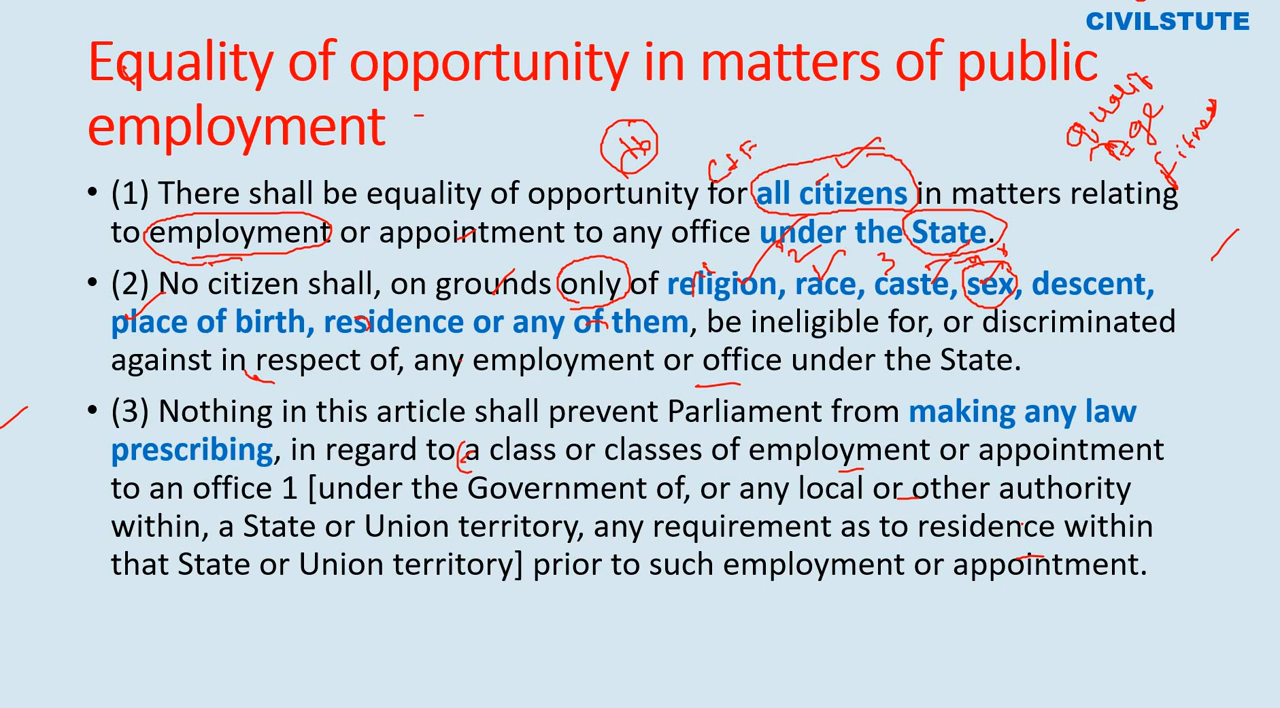 CIVILSTUTE
Equality of opportunity in matters of public
employment
16
qualif
Age
fitness
• (1) There shall be equality of opportunity for all citizens in matters relating
to employment or appointment to any office under the State.
• (2) No citizen shall, on grounds only of religion, race, caste, sex, descent,
place of birth, residence or any of them, be ineligible for, or discriminated
against in respect of, any employment or office under the State.
• (3) Nothing in this article shall prevent Parliament from making any law
prescribing, in regard to a class or classes of employment or appointment
to an office 1 [under the Government of, or any local or other authority
within, a State or Union territory, any requirement as to residence within
that State or Union territory] prior to such employment or appointment.